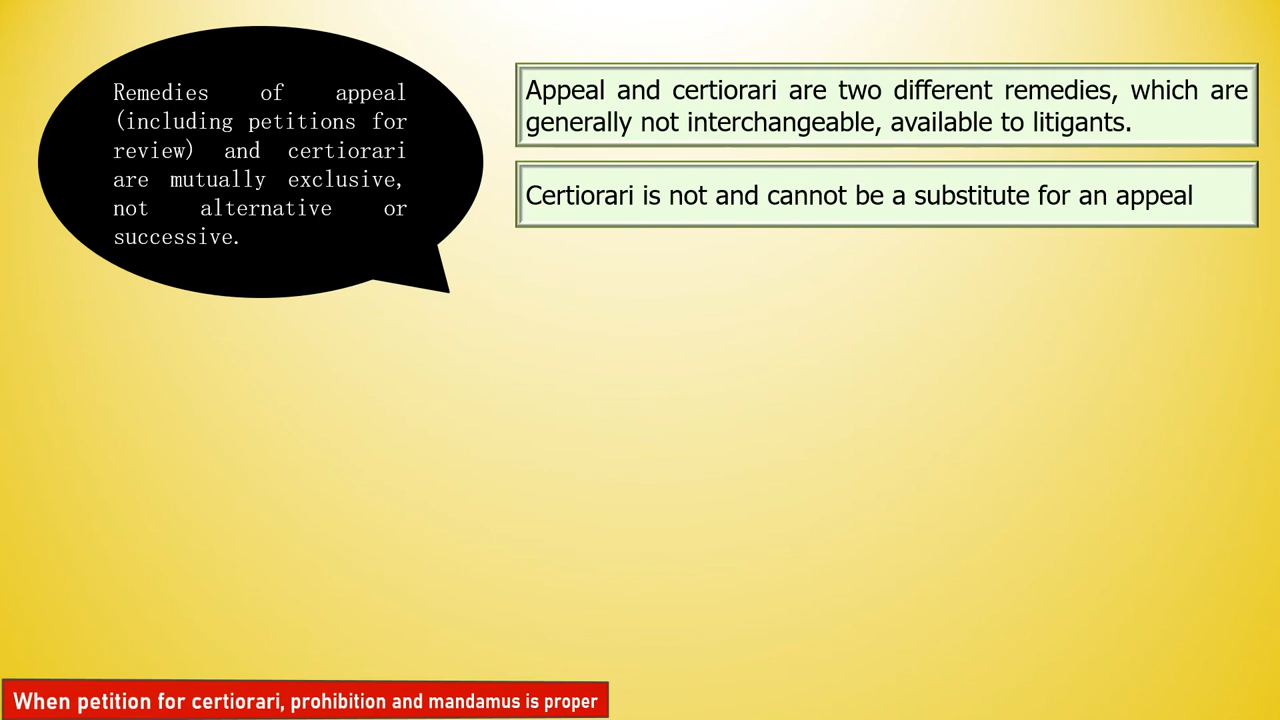 Remedies of appeal
(including petitions for
review) and certiorari
are mutually exclusive,
not alternative or
successive.
Appeal and certiorari are two different remedies, which are
generally not interchangeable, available to litigants.
Certiorari is not and cannot be a substitute for an appeal
When petition for certiorari, prohibition and mandamus is proper